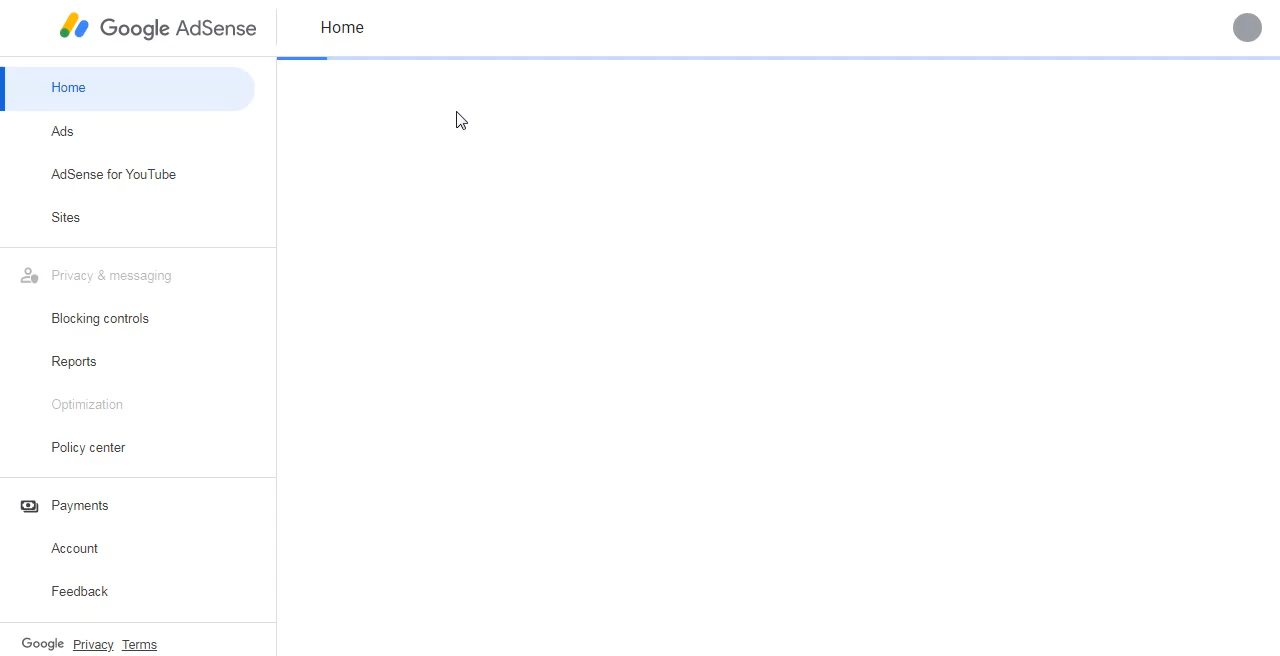 Google AdSense
Home
Home
Ads
AdSense for YouTube
Sites
Privacy & messaging
Blocking controls
Reports
Optimization
Policy center
Payments
Account
Feedback
Google Privacy Terms